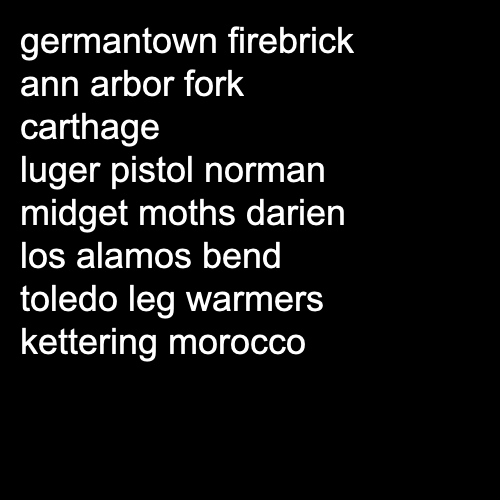 germantown firebrick
ann arbor fork
carthage
luger pistol norman
midget moths darien
los alamos bend
toledo leg warmers
kettering morocco